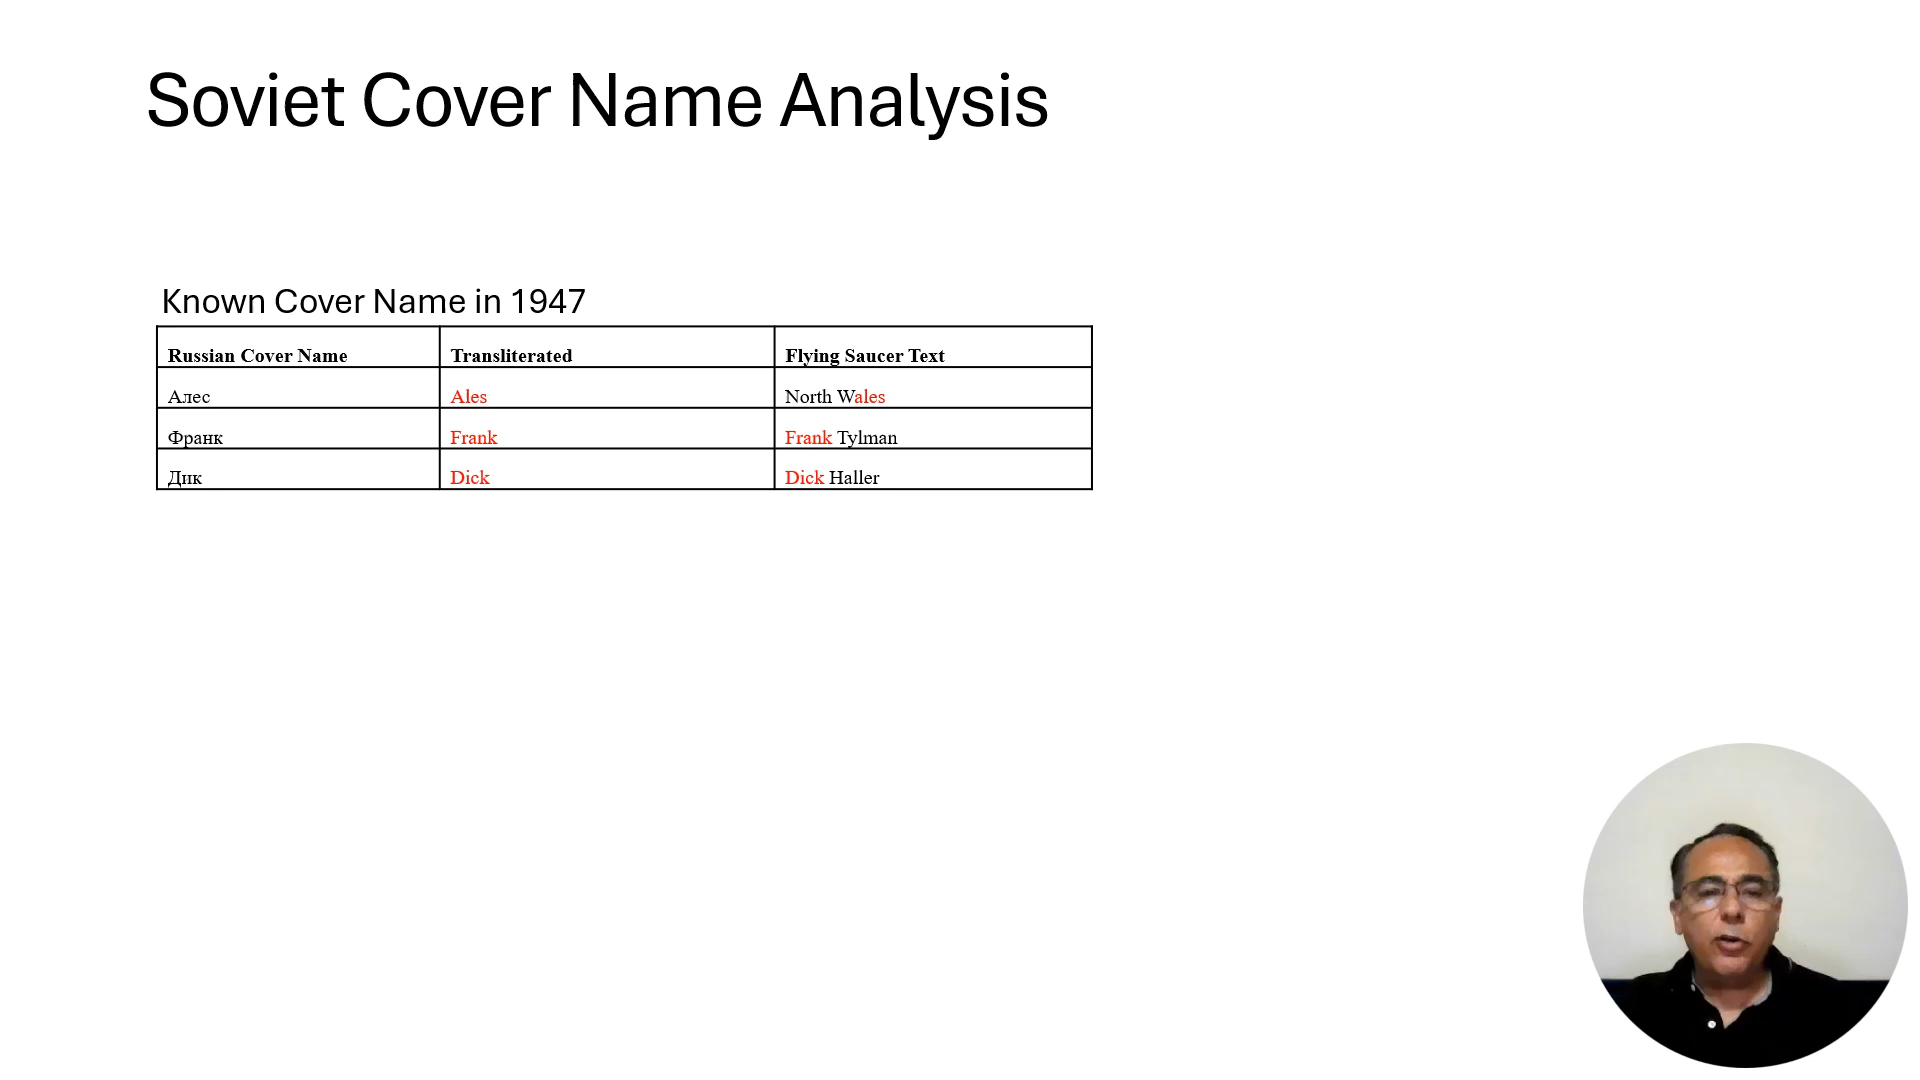 Soviet Cover Name Analysis
Known Cover Name in 1947
Russian Cover Name Transliterated Flying Saucer Text
Алес Ales North Wales
Франк Frank Frank Tylman
Дик Dick Dick Haller